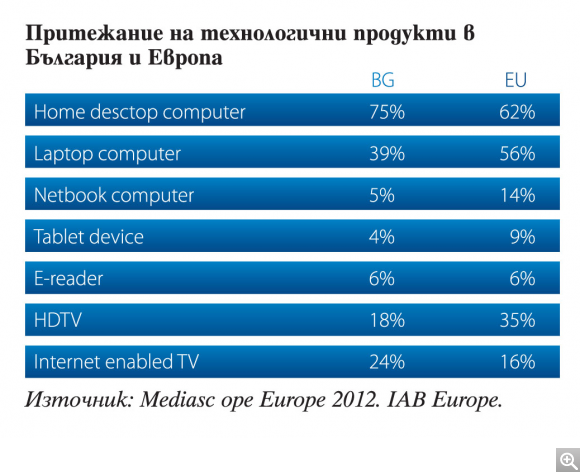 Притежание на технологични продукти в
България и Европа
BG EU
Home desctop computer 75% 62%
Laptop computer 39% 56%
Netbook computer 5% 14%
Tablet device 4% 9%
E-reader 6% 6%
HDTV 18% 35%
Internet enabled TV 24% 16%
Източник: Mediasc ope Europe 2012. IAB Europe.